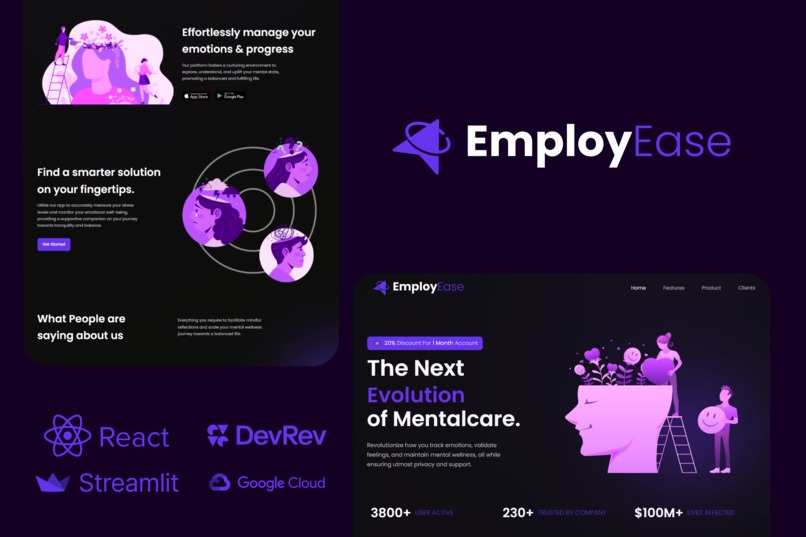 Effortlessly manage your
emotions & progress
Our platform fosters a nurturing environment to
explore, understand, and uplift your mental state,
promoting a balanced and fulfilling life.
App Store
Google Play
Find a smarter solution
on your fingertips.
Utilize our app to accurately measure your stress
levels and monitor your emotional well-being,
providing a supportive companion on your journey
towards tranquility and balance.
Get Started
What People are
saying about us
Everything you require to facilitate mindful
reflections and scale your mental wellness
journey towards a balanced life.
React
DevRev
Streamlit
Google Cloud
EmployEase
EmployEase
Home Features Product Clients
20% Discount For 1 Month Account
The Next
Evolution
of Mentalcare.
Revolutionize how you track emotions, validate
feelings, and maintain mental wellness, all while
ensuring utmost privacy and support.
3800+ USER ACTIVE
230+ TRUSTED BY COMPANY
$100M+ LIVES AFFECTED